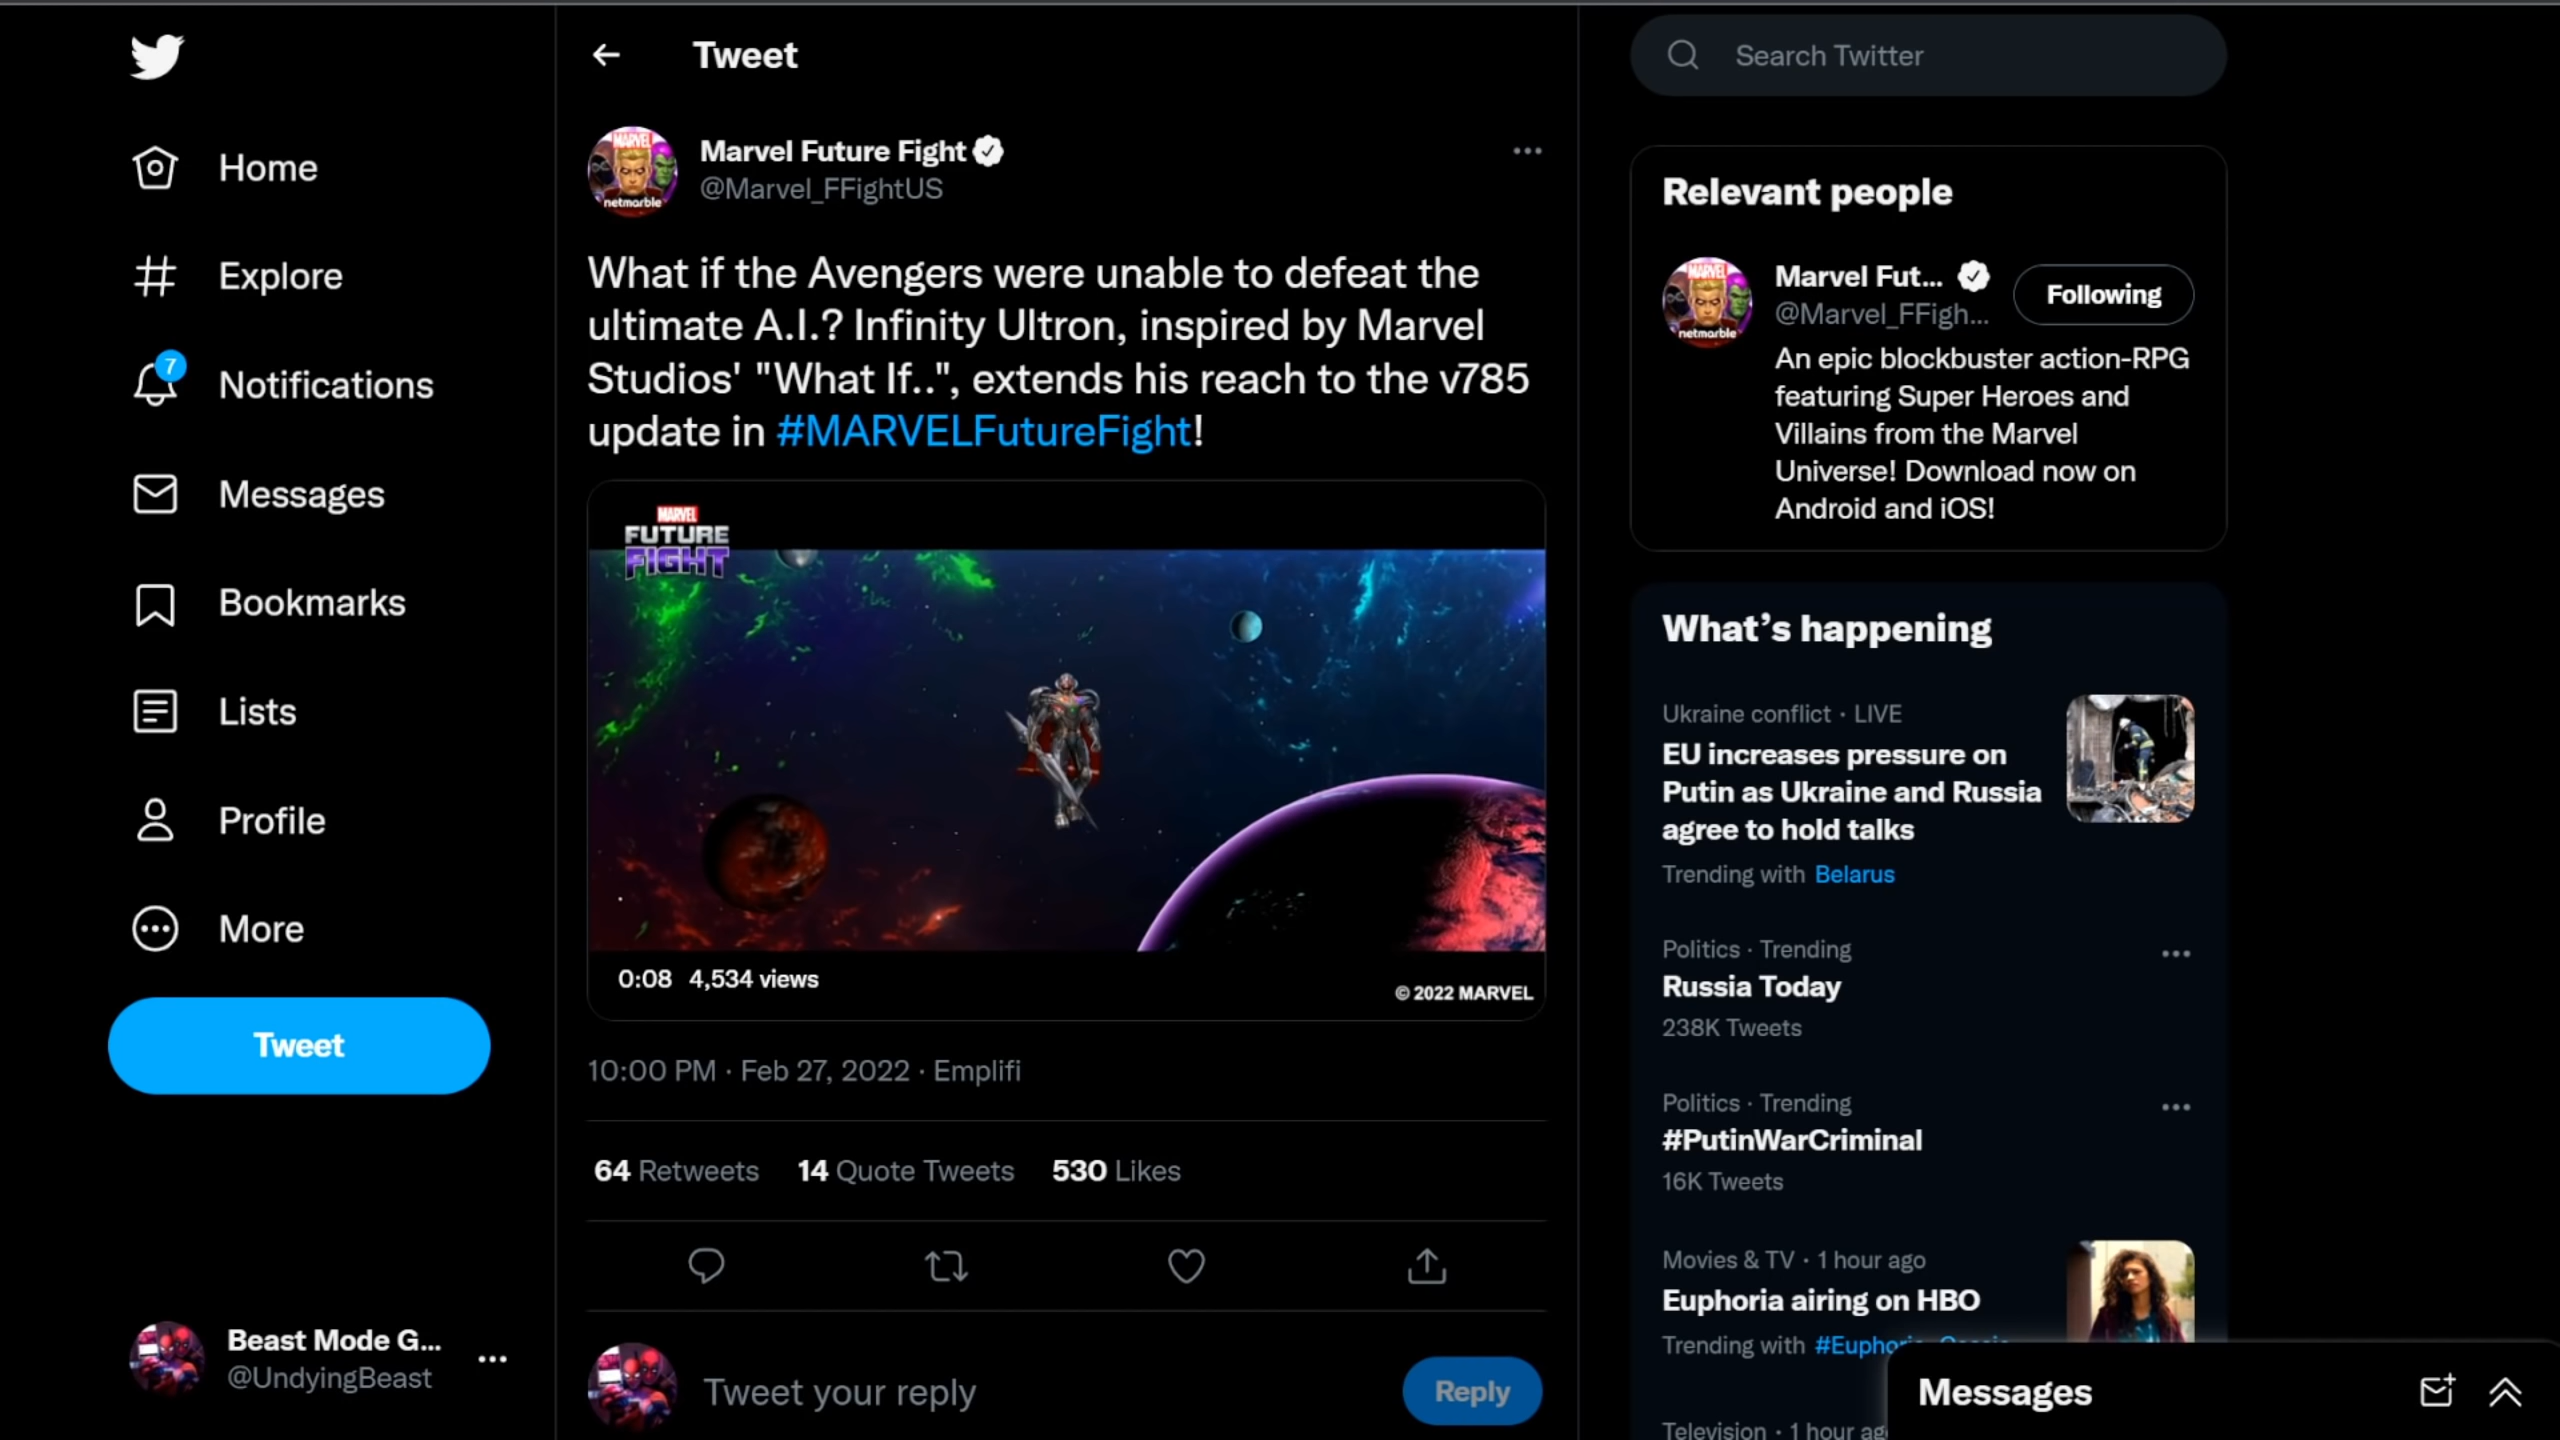 Home
Explore
7
Notifications
Messages
Bookmarks
Lists
Profile
More
Tweet
Beast Mode G...
@UndyingBeast
Tweet
MARVEL
netmarble
Marvel Future Fight
@Marvel_FFightUS
What if the Avengers were unable to defeat the
ultimate A.I.? Infinity Ultron, inspired by Marvel
Studios' "What If..", extends his reach to the v785
update in #MARVELFutureFight!
MARVEL
FUTURE
FIGHT
0:08 4,534 views
© 2022 MARVEL
10:00 PM · Feb 27, 2022 · Emplifi
64 Retweets 14 Quote Tweets 530 Likes
Tweet your reply
Reply
Search Twitter
Relevant people
MARVEL
netmarble
Marvel Fut...
@Marvel_FFigh...
Following
An epic blockbuster action-RPG
featuring Super Heroes and
Villains from the Marvel
Universe! Download now on
Android and iOS!
What's happening
Ukraine conflict · LIVE
EU increases pressure on
Putin as Ukraine and Russia
agree to hold talks
Trending with Belarus
Politics · Trending
Russia Today
238K Tweets
Politics · Trending
#PutinWarCriminal
16K Tweets
Movies & TV · 1 hour ago
Euphoria airing on HBO
Trending with
Television · 1 hour
Messages